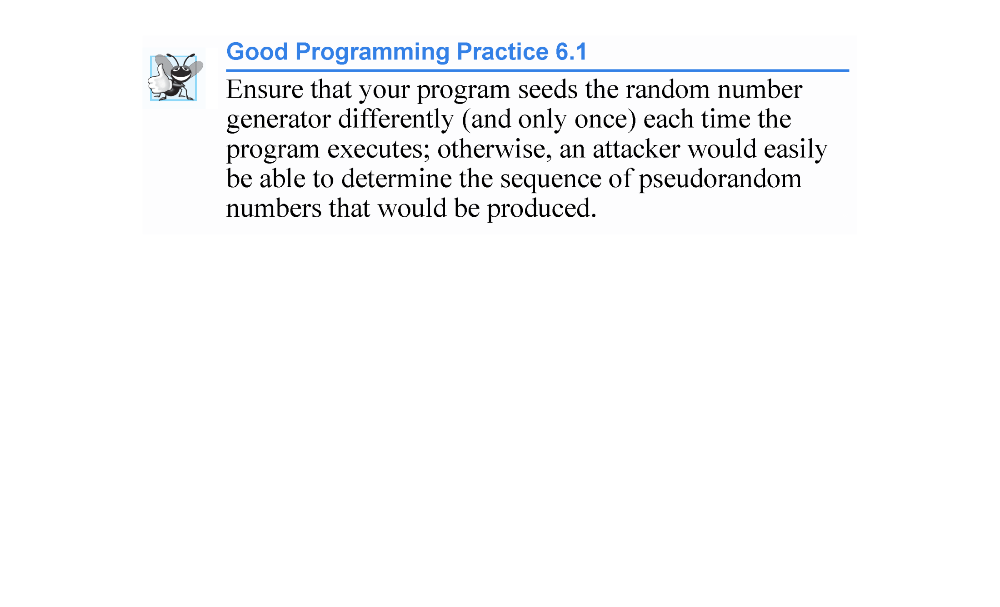 Good Programming Practice 6.1
Ensure that your program seeds the random number
generator differently (and only once) each time the
program executes; otherwise, an attacker would easily
be able to determine the sequence of pseudorandom
numbers that would be produced.